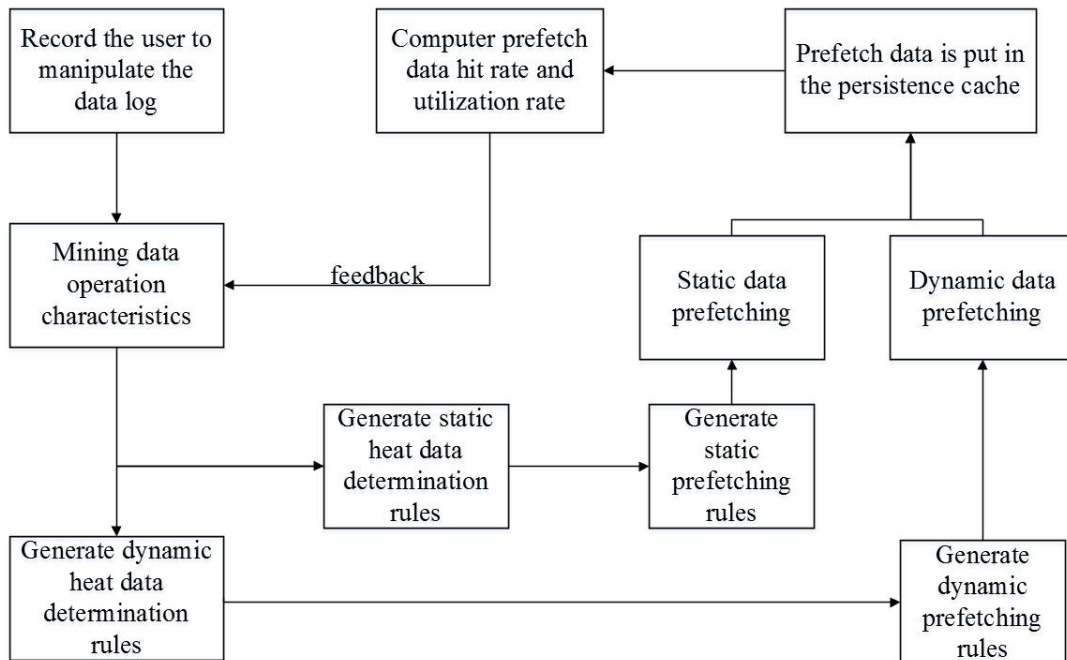 Record the user to
manipulate the
data log
Computer prefetch
data hit rate and
utilization rate
Prefetch data is put in
the persistence cache
Mining data
operation
characteristics
feedback
Static data
prefetching
Dynamic data
prefetching
Generate static
heat data
determination
rules
Generate
static
prefetching
rules
Generate dynamic
heat data
determination
rules
Generate
dynamic
prefetching
rules